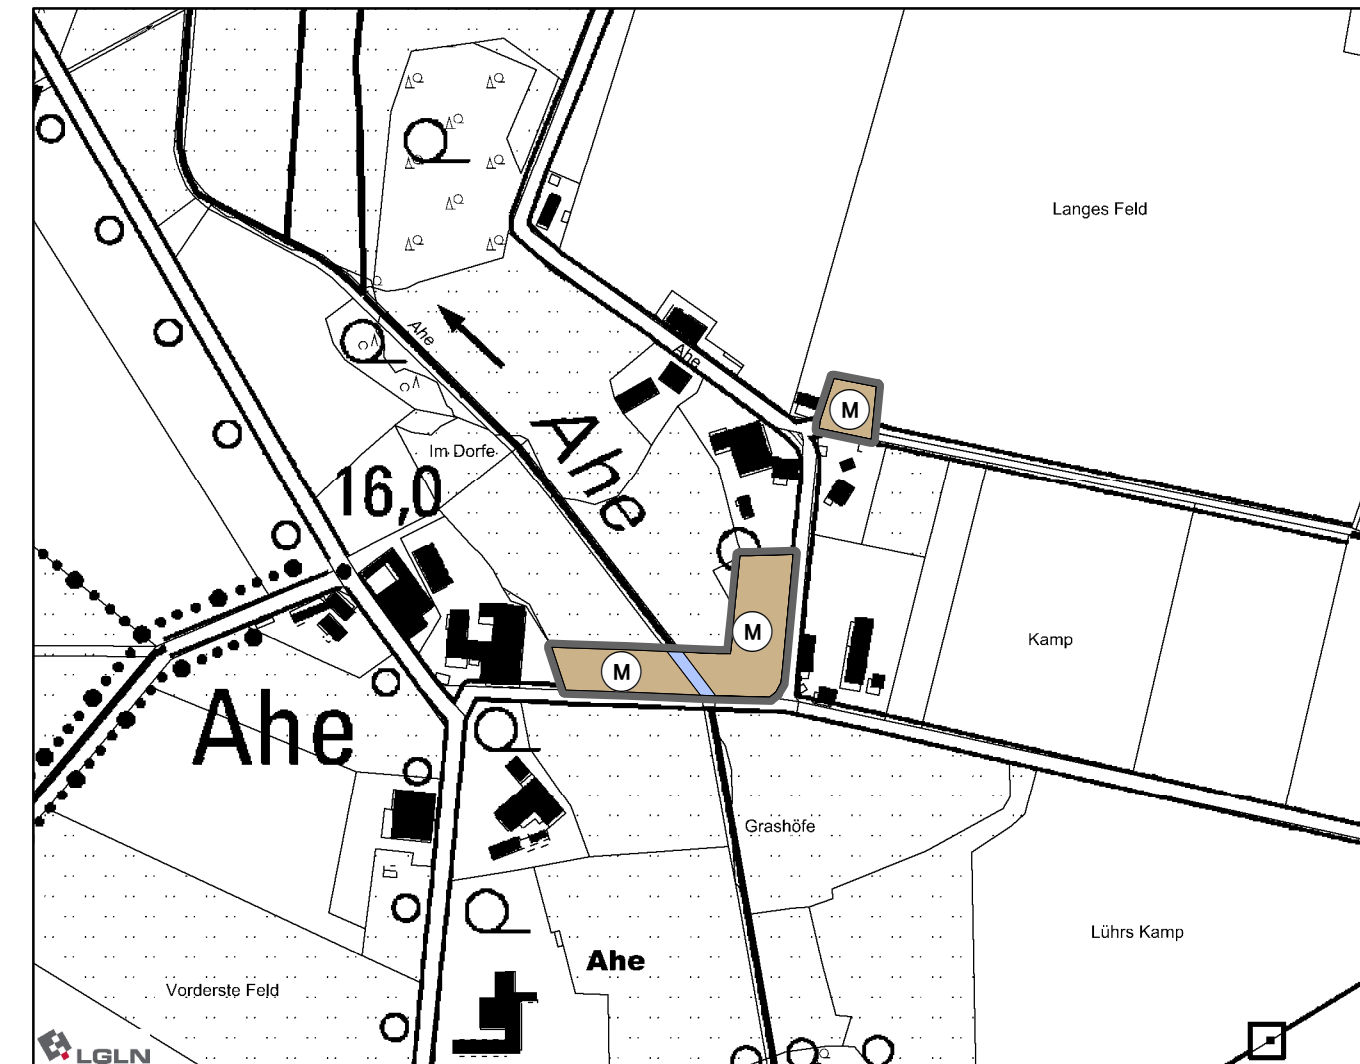 Langes Feld
Ahe
Ahe
M
Ahe
Im Dorfe
16,0
M
Kamp
M
Ahe
Grashöfe
Lührs Kamp
Ahe
Vorderste Feld
LGLN